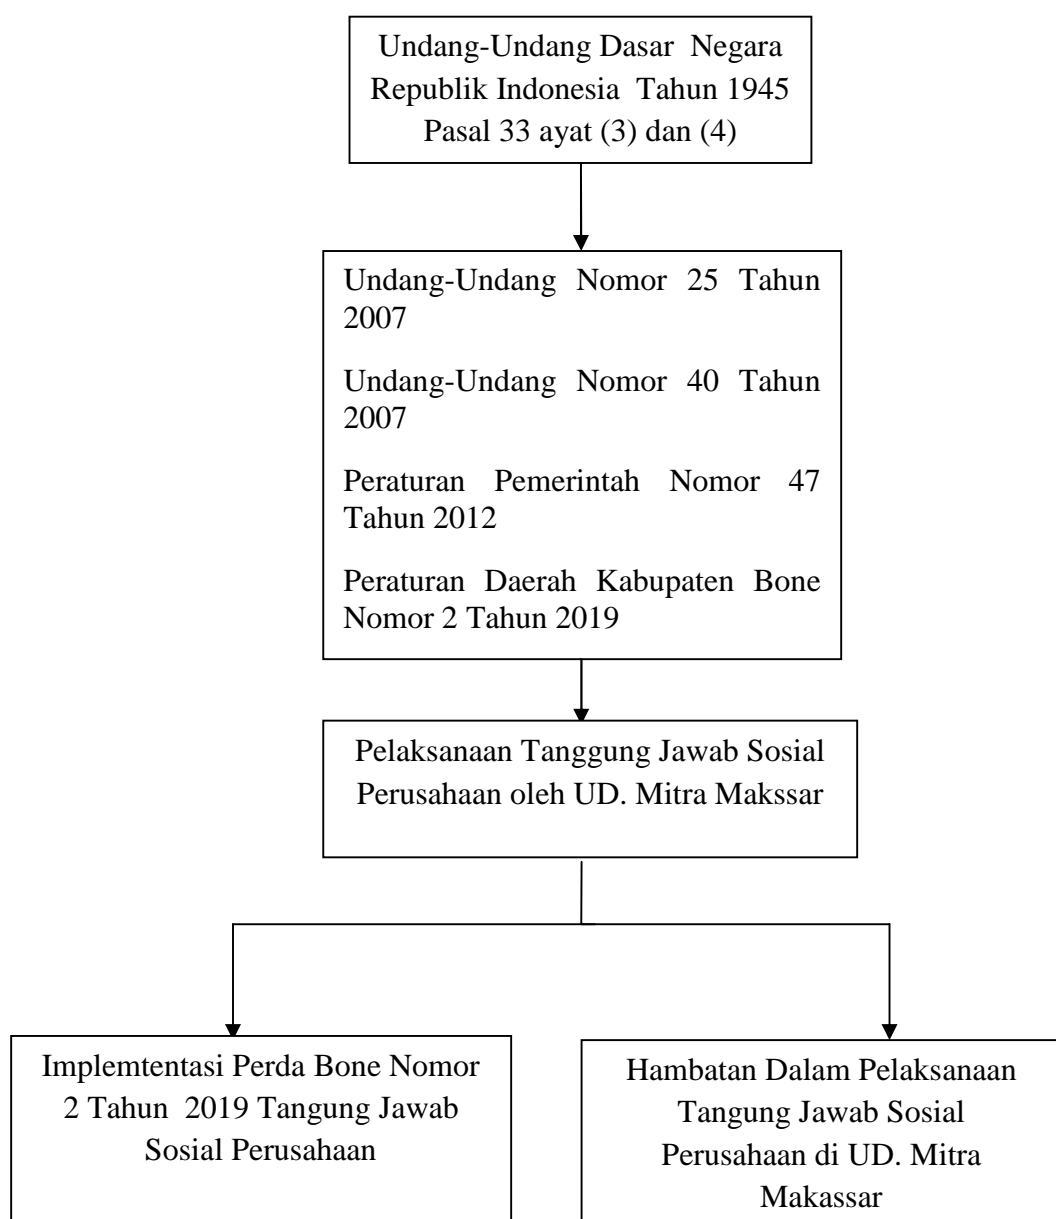 Undang-Undang Dasar  Negara
Republik Indonesia  Tahun 1945
Pasal 33 ayat (3) dan (4)
Undang-Undang Nomor 25 Tahun
2007
Undang-Undang Nomor 40 Tahun
2007
Peraturan Pemerintah Nomor 47
Tahun 2012
Peraturan Daerah Kabupaten Bone
Nomor 2 Tahun 2019
Pelaksanaan Tanggung Jawab Sosial
Perusahaan oleh UD. Mitra Makssar
Implemtentasi Perda Bone Nomor
2 Tahun  2019 Tangung Jawab
Sosial Perusahaan
Hambatan Dalam Pelaksanaan
Tangung Jawab Sosial
Perusahaan di UD. Mitra
Makassar